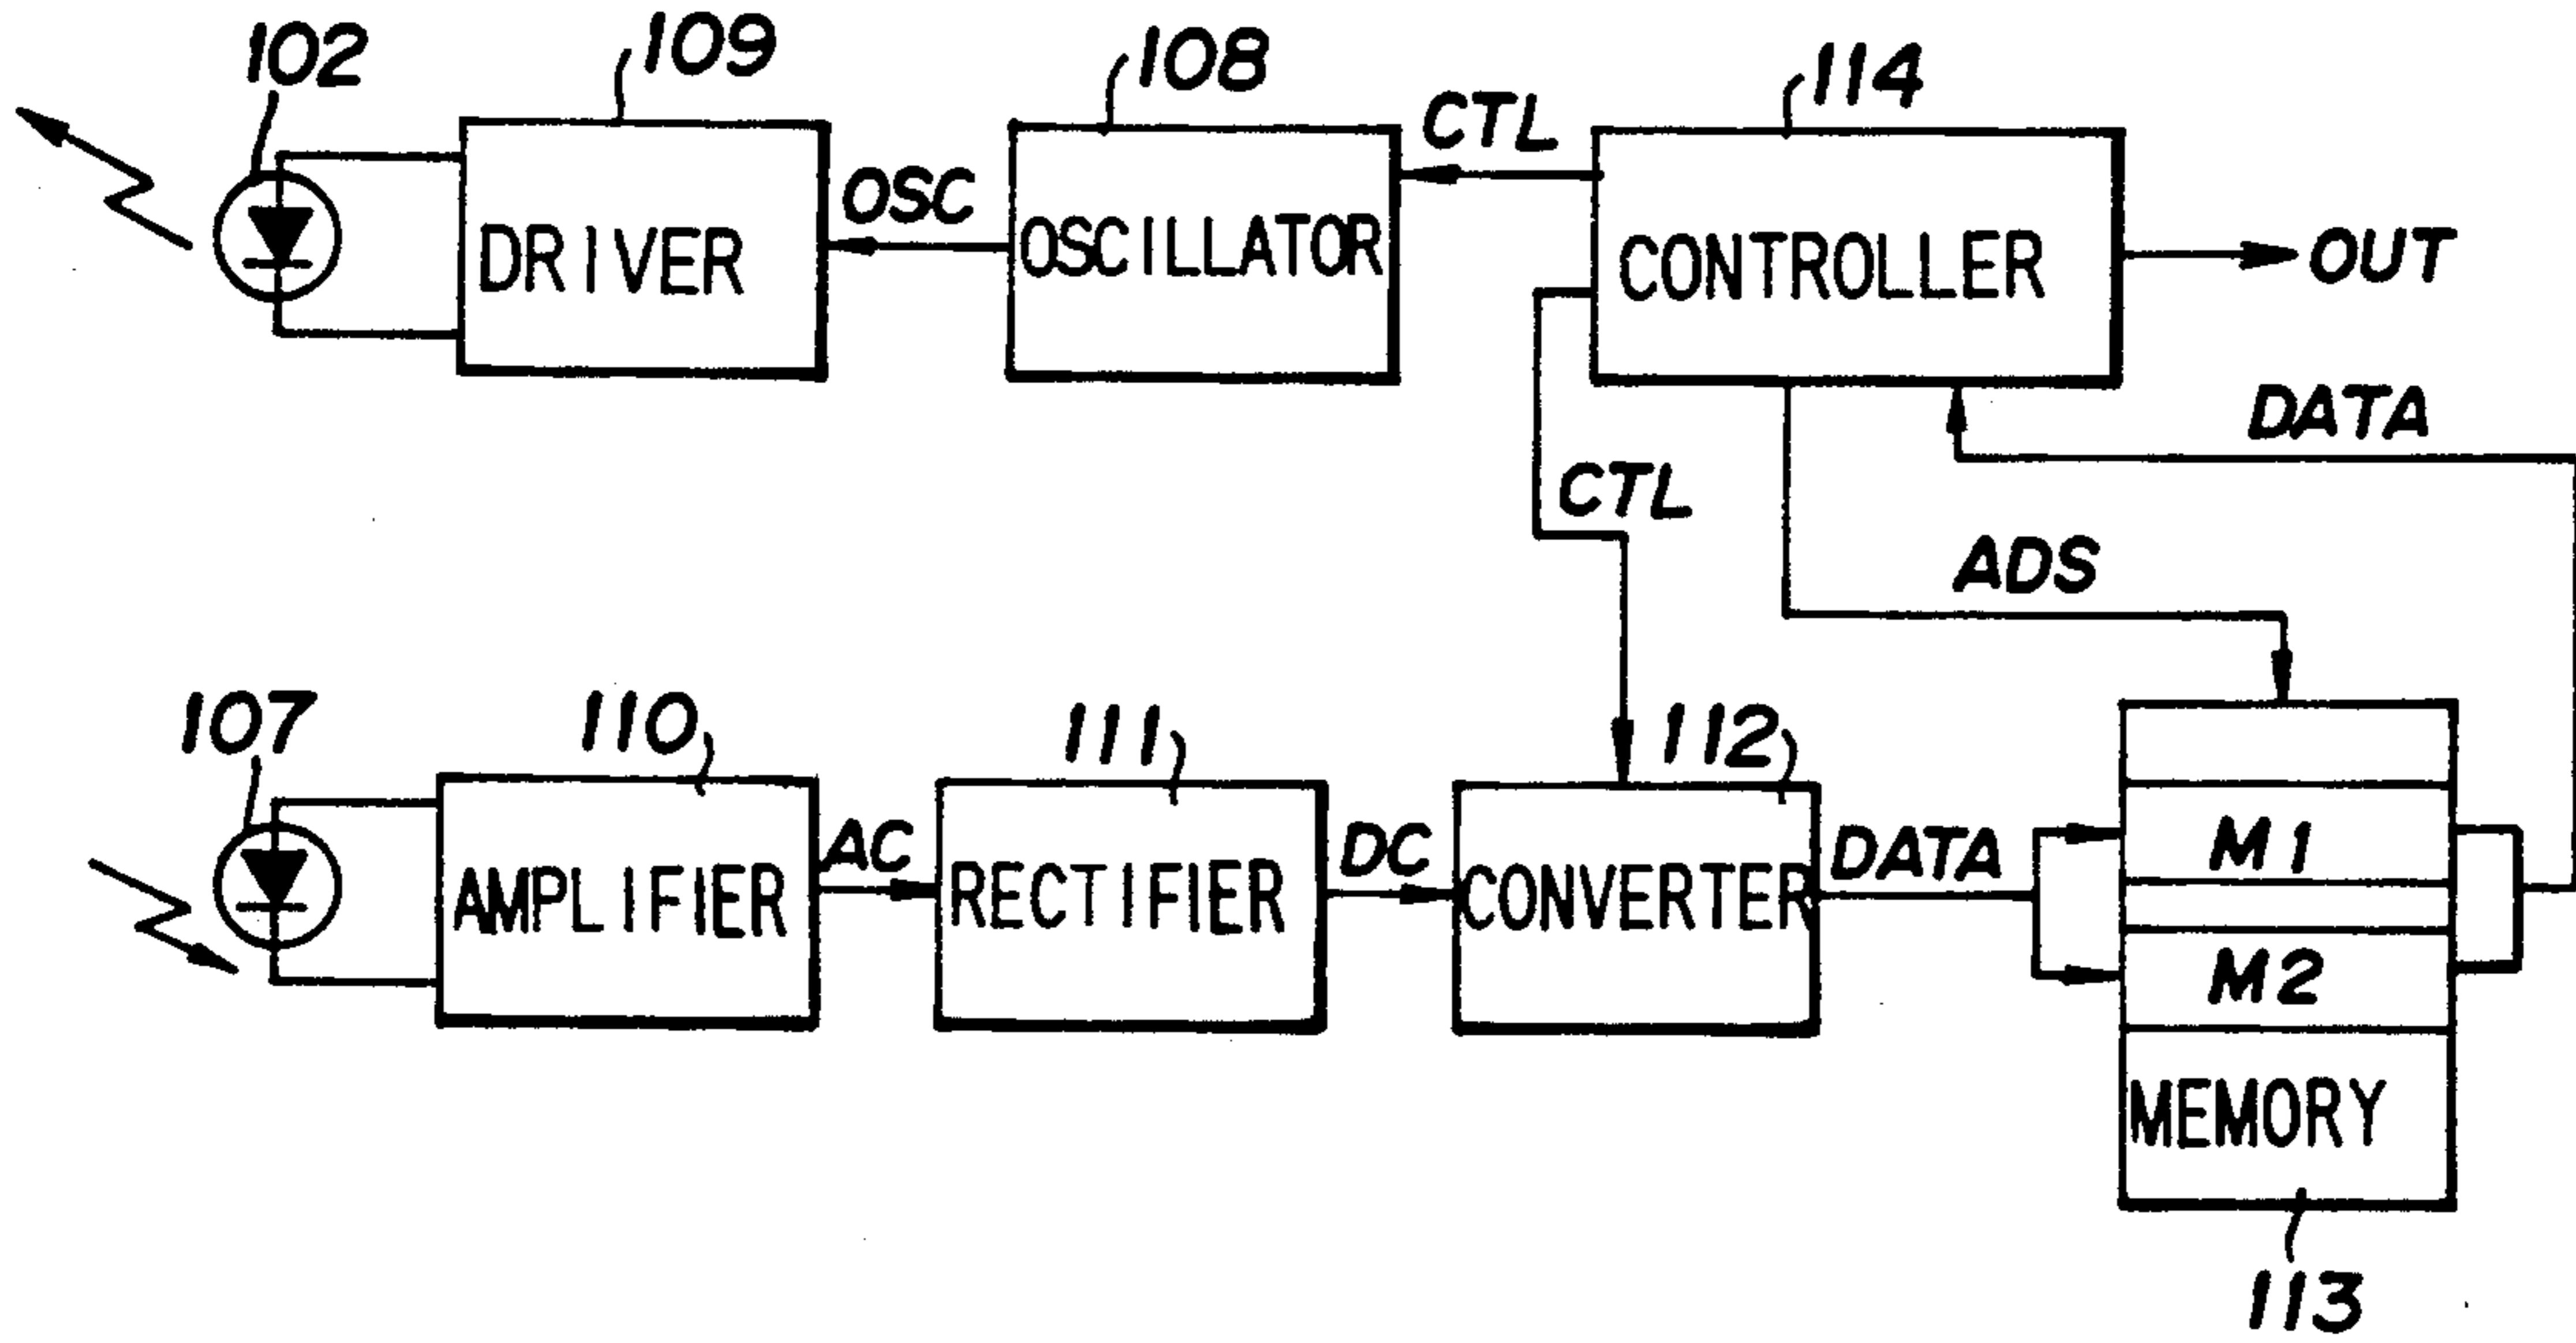 102
109
108
114
CTL
OSC
DRIVER
OSCILLATOR
CONTROLLER
OUT
DATA
CTL
ADS
107
110
111
112
AC
DC
DATA
M1
AMPLIFIER
RECTIFIER
CONVERTER
M2
MEMORY
113